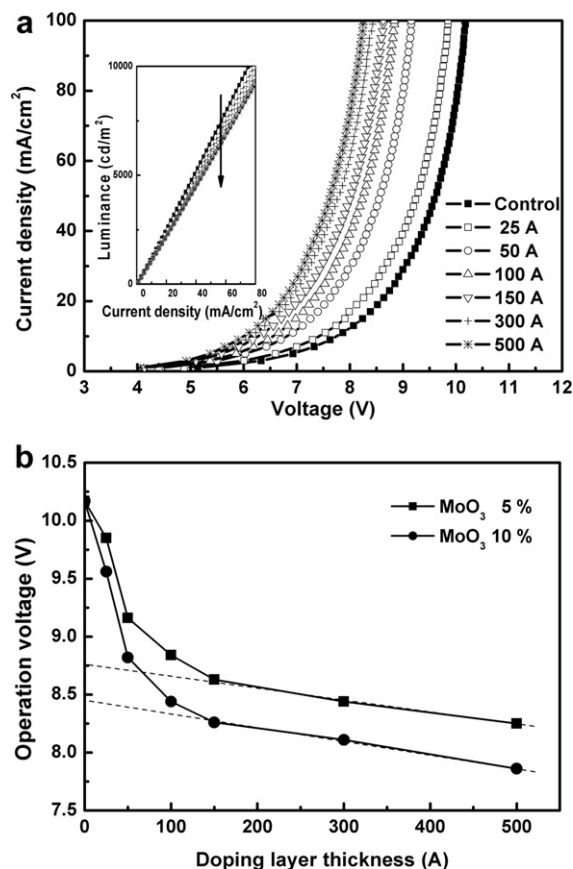 a
100
80
60
40
20
0
Current density (mA/cm²)
3 4 5 6 7 8 9 10 11 12
Voltage (V)
10000
5000
0
Luminance (cd/m²)
0 20 40 60 80
Current density (mA/cm²)
Control
25 A
50 A
100 A
150 A
300 A
500 A
b
10.5
10.0
9.5
9.0
8.5
8.0
7.5
Operation voltage (V)
0 100 200 300 400 500
Doping layer thickness (A)
MoO₃ 5 %
MoO₃ 10 %